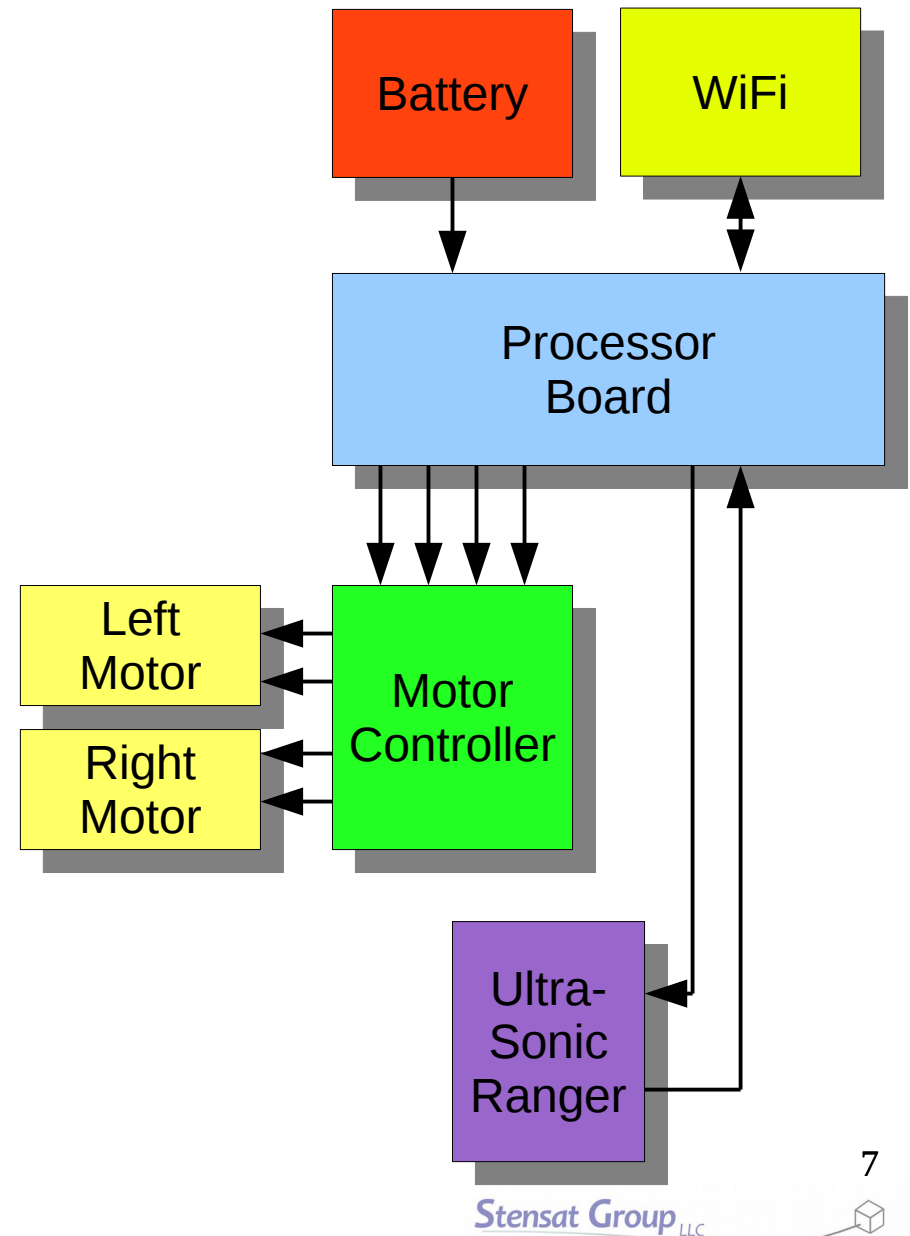 Battery
WiFi
Processor
Board
Left
Motor
Motor
Controller
Right
Motor
Ultra-
Sonic
Ranger
7
Stensat Group LLC